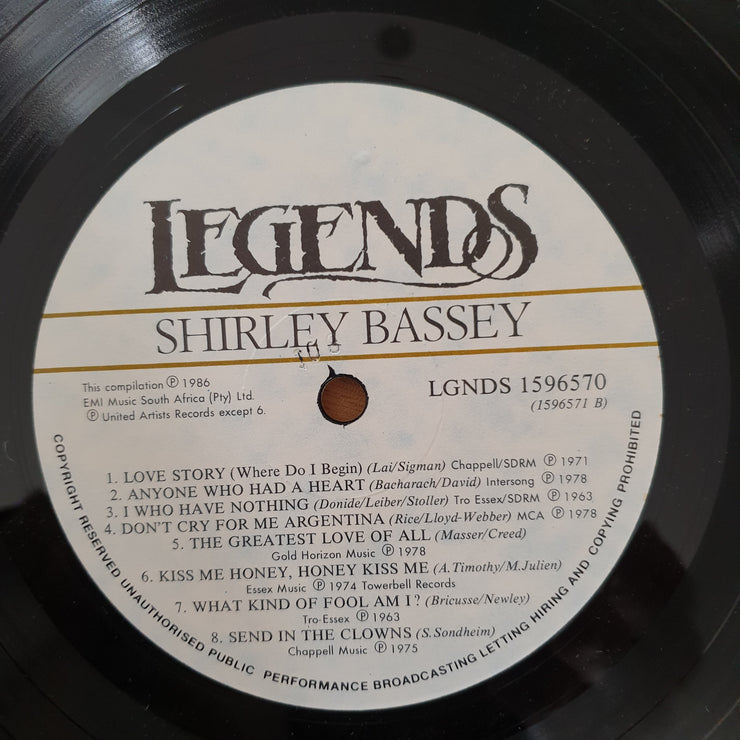 LEGENDS
SHIRLEY BASSEY
This compilation ℗ 1986
EMI Music South Africa (Pty) Ltd.
℗ United Artists Records except 6.
LGNDS 1596570
(1596571 B)
1. LOVE STORY (Where Do I Begin) (Lai/Sigman) Chappell/SDRM ℗ 1971
2. ANYONE WHO HAD A HEART (Bacharach/David) Intersong ℗ 1978
3. I WHO HAVE NOTHING (Donide/Leiber/Stoller) Tro Essex/SDRM ℗ 1963
4. DON'T CRY FOR ME ARGENTINA (Rice/Lloyd-Webber) MCA ℗ 1978
5. THE GREATEST LOVE OF ALL (Masser/Creed)
Gold Horizon Music ℗ 1978
6. KISS ME HONEY, HONEY KISS ME (A.Timothy/M.Julien)
Essex Music ℗ 1974 Towerbell Records
7. WHAT KIND OF FOOL AM I? (Bricusse/Newley)
Tro-Essex ℗ 1963
8. SEND IN THE CLOWNS (S.Sondheim)
Chappell Music ℗ 1975
COPYRIGHT RESERVED UNAUTHORISED PUBLIC PERFORMANCE BROADCASTING LETTING HIRING AND COPYING PROHIBITED